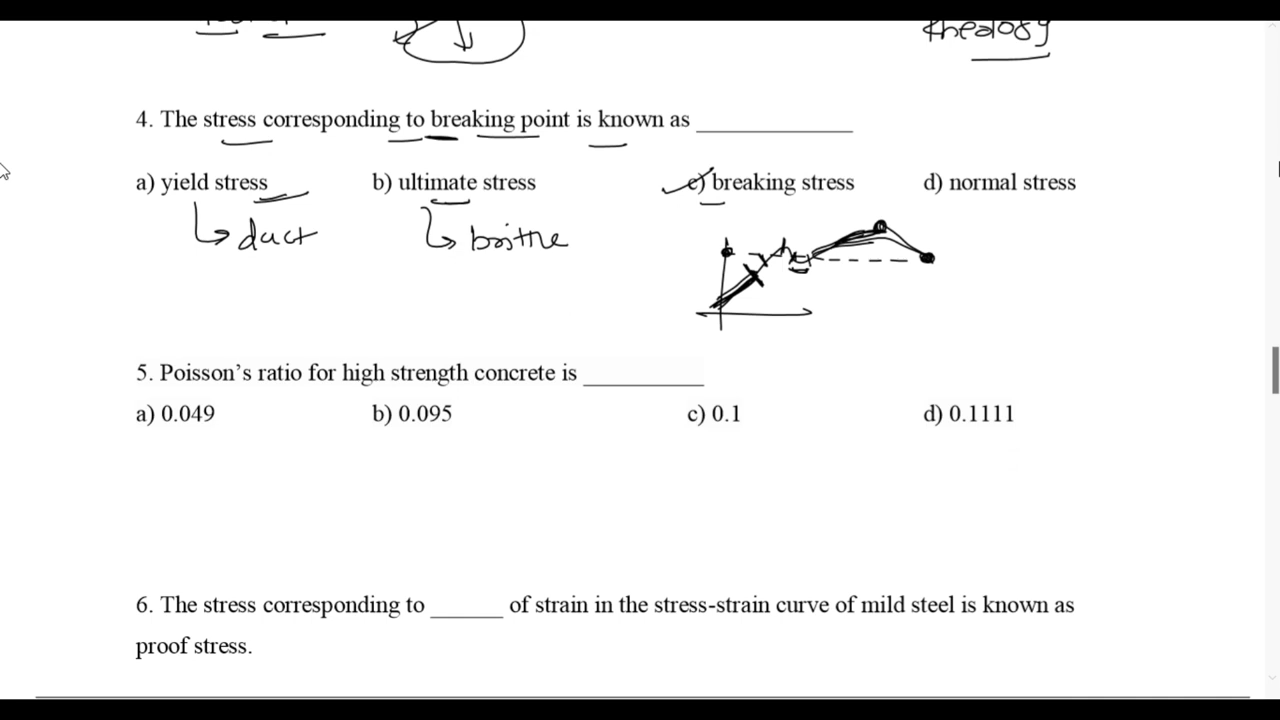 rheology
4. The stress corresponding to breaking point is known as ______________
a) yield stress b) ultimate stress c) breaking stress d) normal stress
duct brittle
5. Poisson’s ratio for high strength concrete is __________
a) 0.049 b) 0.095 c) 0.1 d) 0.1111
6. The stress corresponding to ______ of strain in the stress-strain curve of mild steel is known as
proof stress.